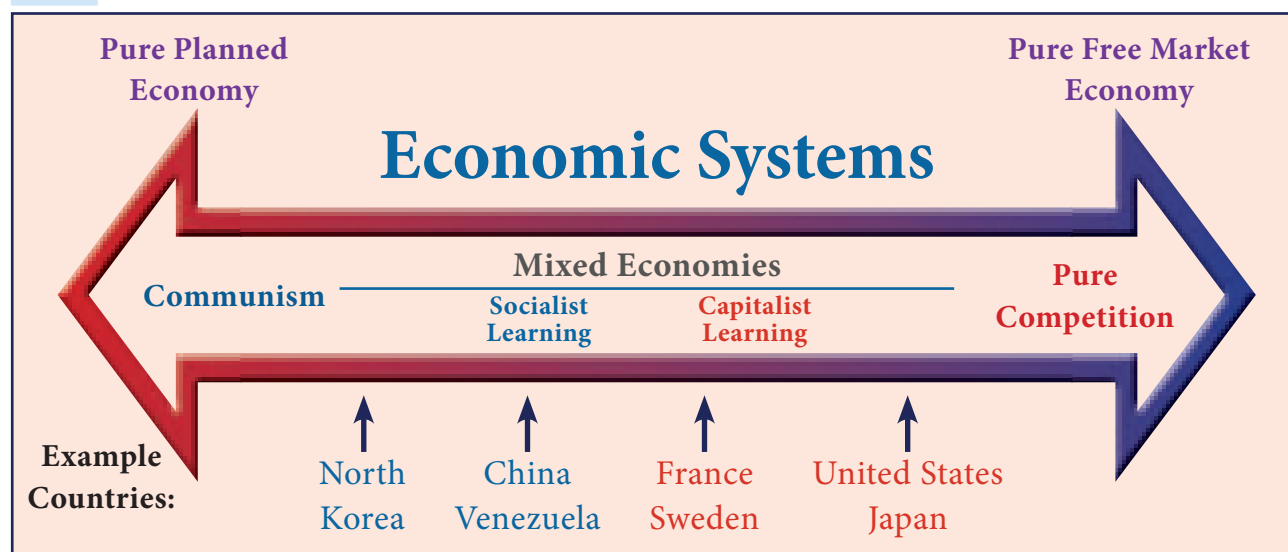 Pure Planned
Economy
Pure Free Market
Economy
Economic Systems
Mixed Economies
Communism
Socialist
Learning
Capitalist
Learning
Pure
Competition
Example
Countries:
North
Korea
China
Venezuela
France
Sweden
United States
Japan